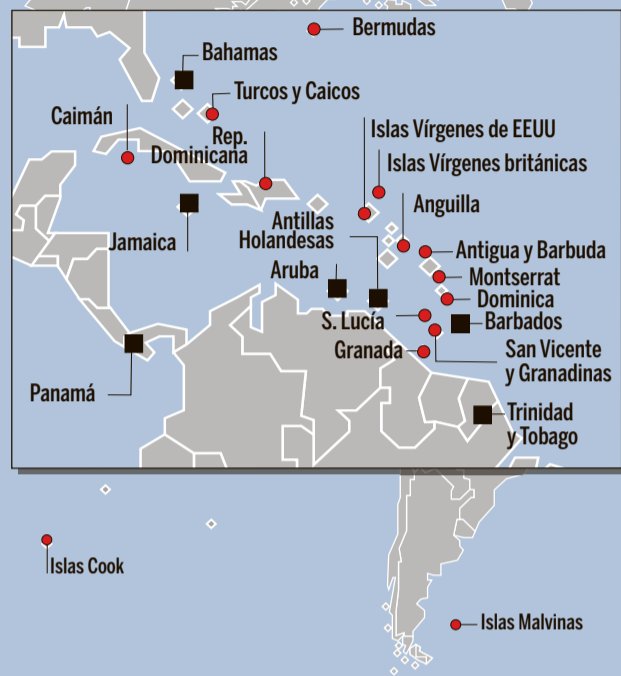 Bermudas
Bahamas
Turcos y Caicos
Caimán
Rep.
Dominicana
Islas Vírgenes de EEUU
Islas Vírgenes británicas
Anguilla
Jamaica
Antillas
Holandesas
Antigua y Barbuda
Aruba
Montserrat
Dominica
S. Lucía
Barbados
Granada
San Vicente
y Granadinas
Panamá
Trinidad
y Tobago
Islas Cook
Islas Malvinas